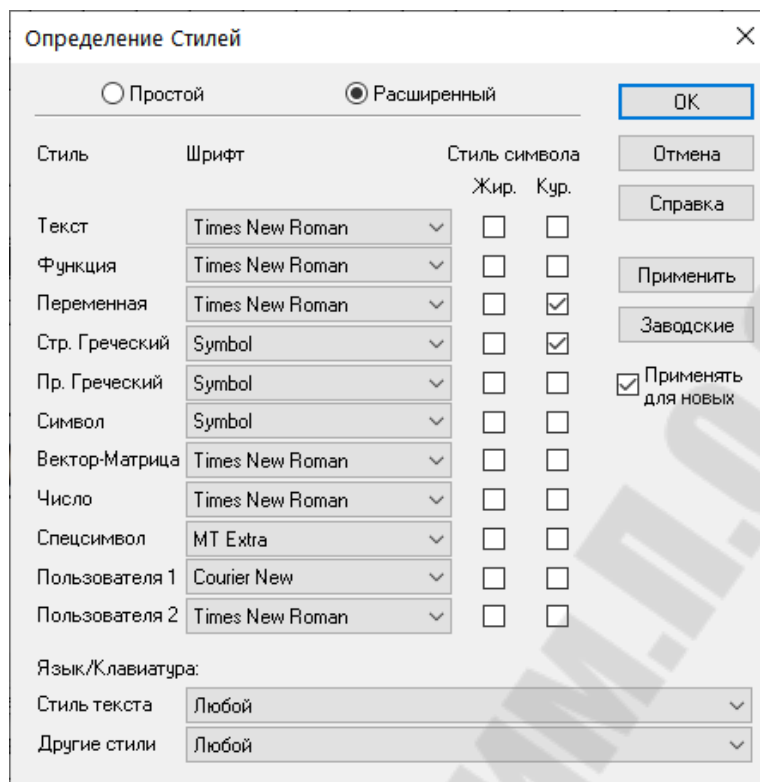 Определение Стилей
Простой Расширенный
OK
Стиль Шрифт Стиль символа Отмена
Жир. Кур.
Справка
Текст Times New Roman
Функция Times New Roman
Применить
Переменная Times New Roman
Заводские
Стр. Греческий Symbol
Пр. Греческий Symbol
Применять
для новых
Символ Symbol
Вектор-Матрица Times New Roman
Число Times New Roman
Спецсимвол MT Extra
Пользователя 1 Courier New
Пользователя 2 Times New Roman
Язык/Клавиатура:
Стиль текста Любой
Другие стили Любой